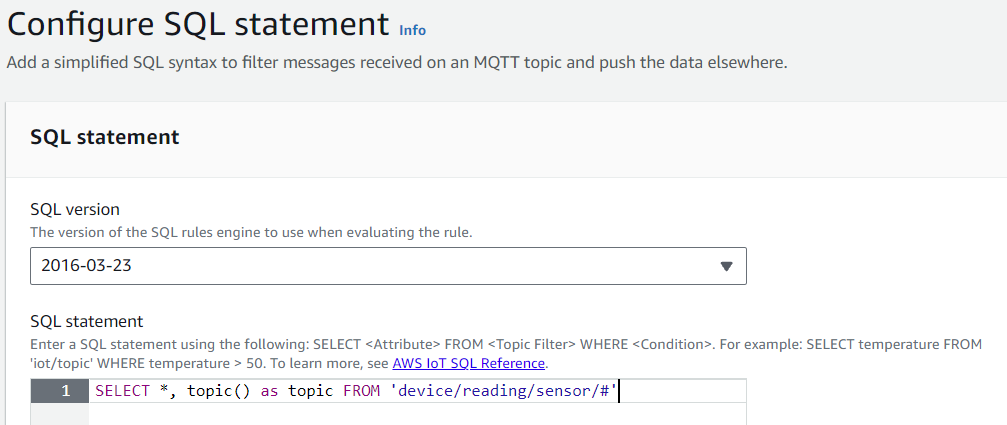 Configure SQL statement Info
Add a simplified SQL syntax to filter messages received on an MQTT topic and push the data elsewhere.
SQL statement
SQL version
The version of the SQL rules engine to use when evaluating the rule.
2016-03-23
SQL statement
Enter a SQL statement using the following: SELECT <Attribute> FROM <Topic Filter> WHERE <Condition>. For example: SELECT temperature FROM
'iot/topic' WHERE temperature > 50. To learn more, see AWS IoT SQL Reference.
1 SELECT *, topic() as topic FROM 'device/reading/sensor/#'